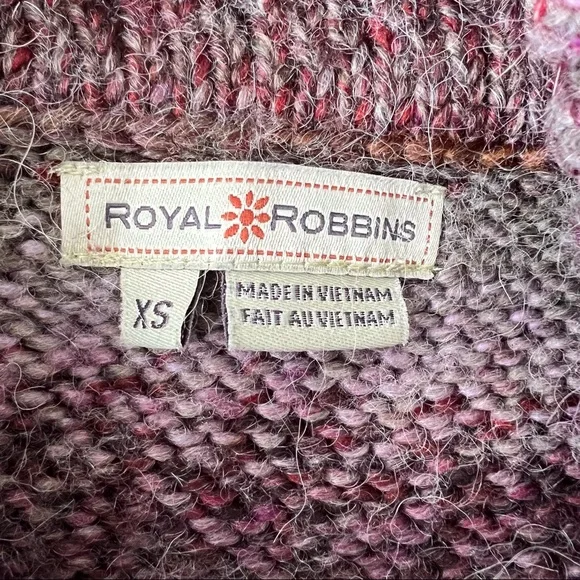 ROYAL ROBBINS
XS
MADE IN VIETNAM
FAIT AU VIETNAM